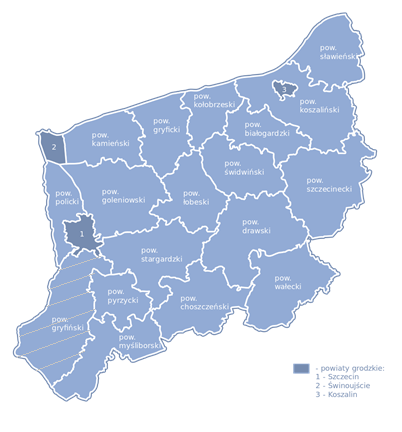 pow.
sławieński
3
pow.
kołobrzeski
pow.
koszaliński
pow.
gryficki
pow.
białogardzki
pow.
kamieński
2
pow.
świdwiński
pow.
szczecinecki
pow.
policki
pow.
goleniowski
pow.
łobeski
1
pow.
drawski
pow.
stargardzki
pow.
wałecki
pow.
pyrzycki
pow.
choszczeński
pow.
gryfiński
pow.
myśliborski
- powiaty grodzkie:
1 - Szczecin
2 - Świnoujście
3 - Koszalin